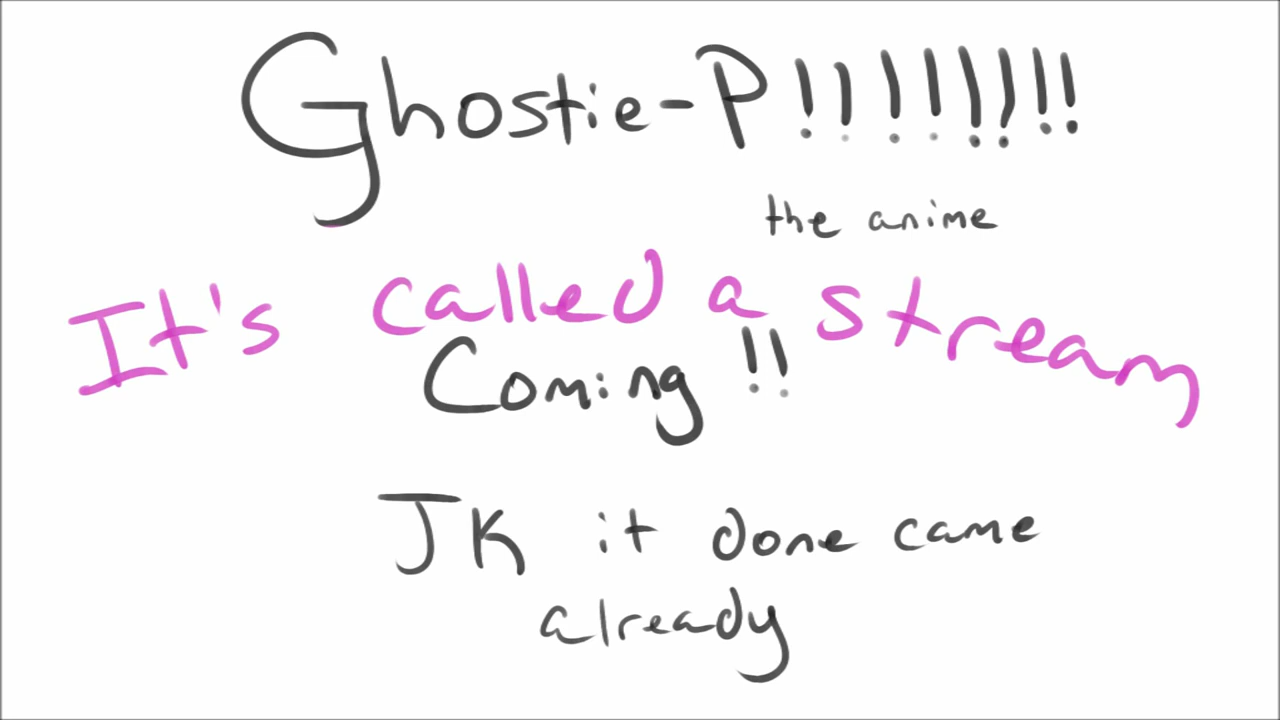 Ghostie-P!!!!!!!!
the anime
It's called a stream
Coming !!
JK it done came
already